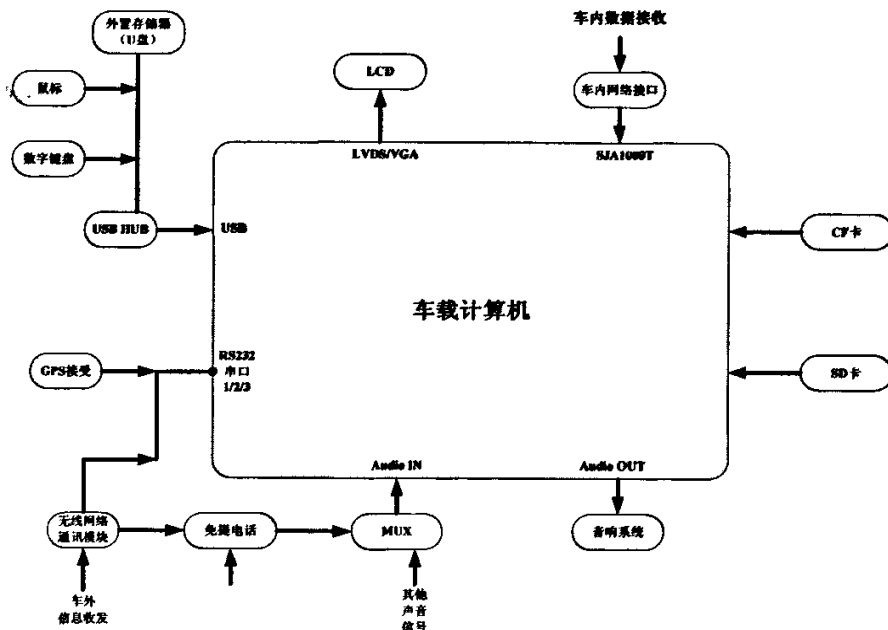 外置存储器
（U盘）
车内数据接收
LCD
鼠标
车内网络接口
LVDS/VGA
SJA1000T
数字键盘
USB HUB
USB
CF卡
车载计算机
GPS接受
RS232
串口
1/2/3
SD卡
Audio IN
Audio OUT
无线网络
通讯模块
免提电话
MUX
音响系统
车外
信息收发
其他
声音
信号